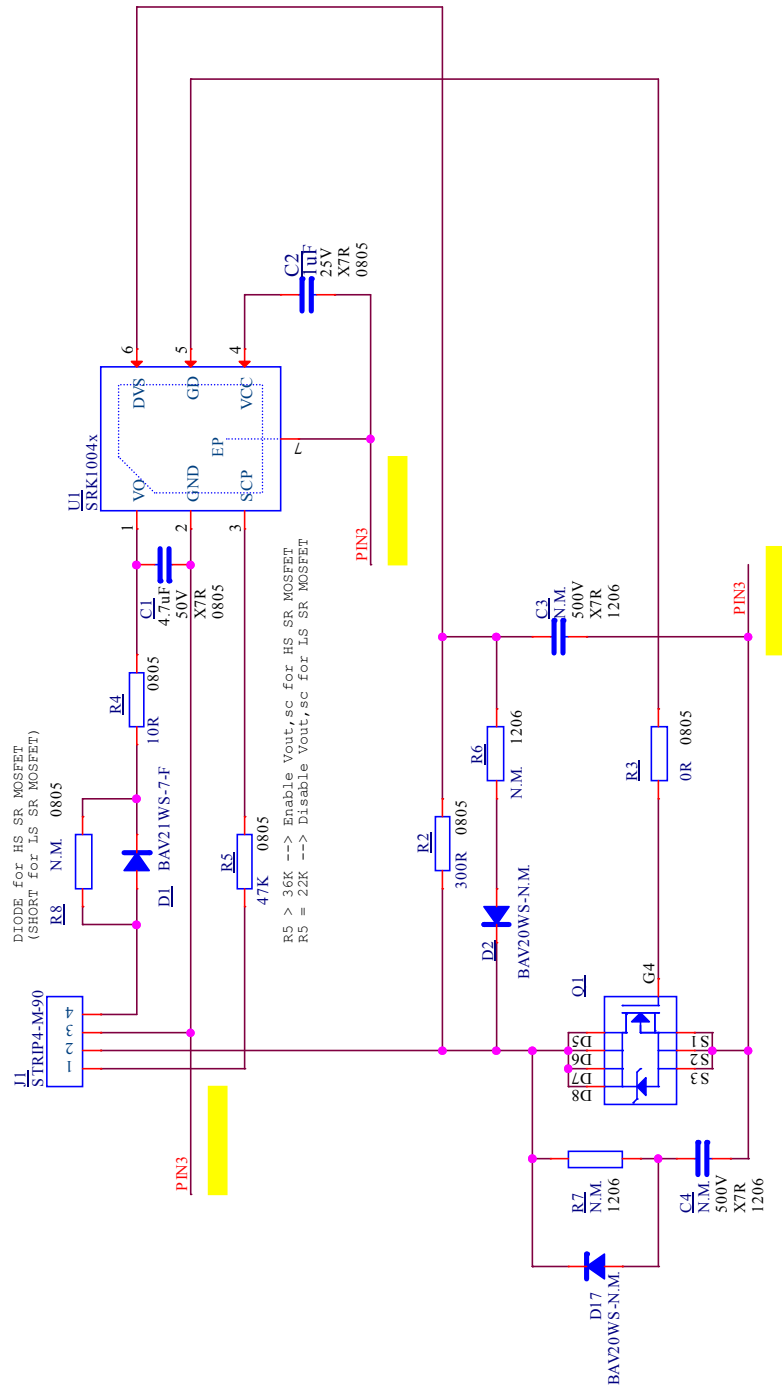 DIODE for HS SR MOSFET
(SHORT for LS SR MOSFET)
J1
STRIP4-M-90
1
2
3
4
R8
N.M.
0805
D1
BAV21WS-7-F
R4
10R
0805
C1
4.7uF
50V
X7R
0805
U1
SRK1004x
VO
GND
SCP
DVS
GD
VCC
EP
1
2
3
4
5
6
7
C2
1uF
25V
X7R
0805
PIN3
PIN3
R5
47K
0805
R5 > 36K --> Enable Vout,sc for HS SR MOSFET
R5 = 22K --> Disable Vout,sc for LS SR MOSFET
R2
300R
0805
R6
N.M.
1206
D2
BAV20WS-N.M.
C3
N.M.
500V
X7R
1206
R3
0R
0805
PIN3
Q1
G4
D5
D6
D7
D8
S1
S2
S3
R7
N.M.
1206
C4
N.M.
500V
X7R
1206
D17
BAV20WS-N.M.